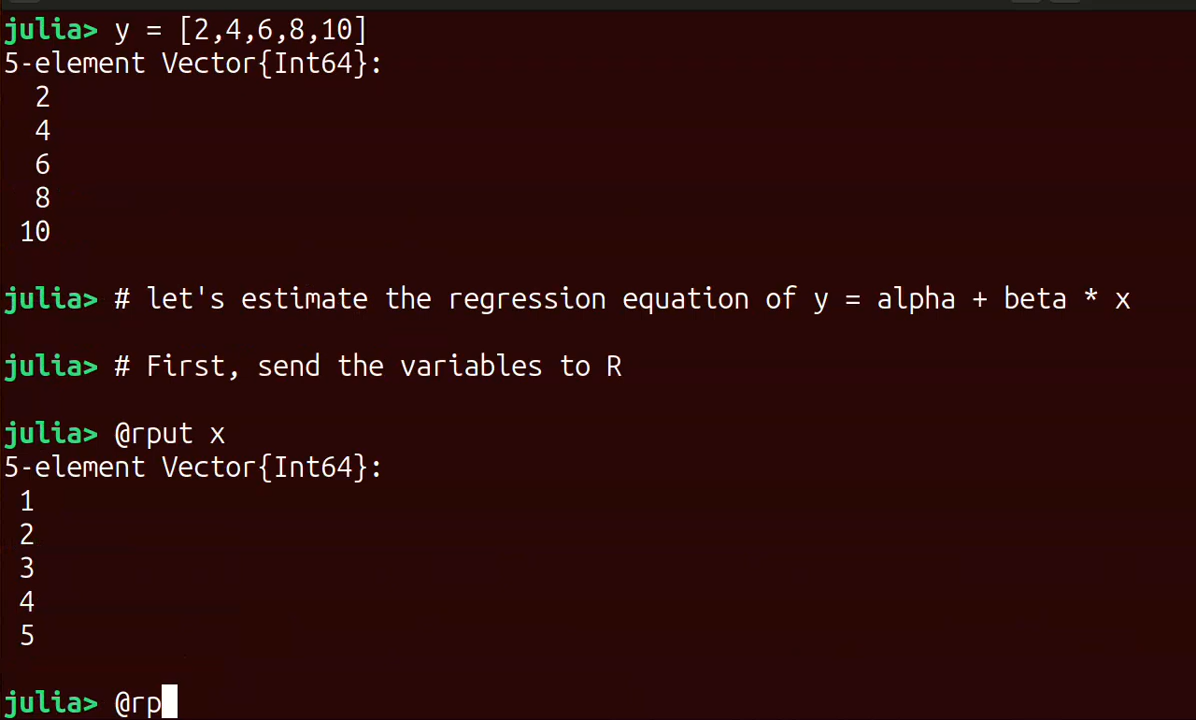 julia> y = [2,4,6,8,10]
5-element Vector{Int64}:
2
4
6
8
10
julia> # let's estimate the regression equation of y = alpha + beta * x
julia> # First, send the variables to R
julia> @rput x
5-element Vector{Int64}:
1
2
3
4
5
julia> @rp